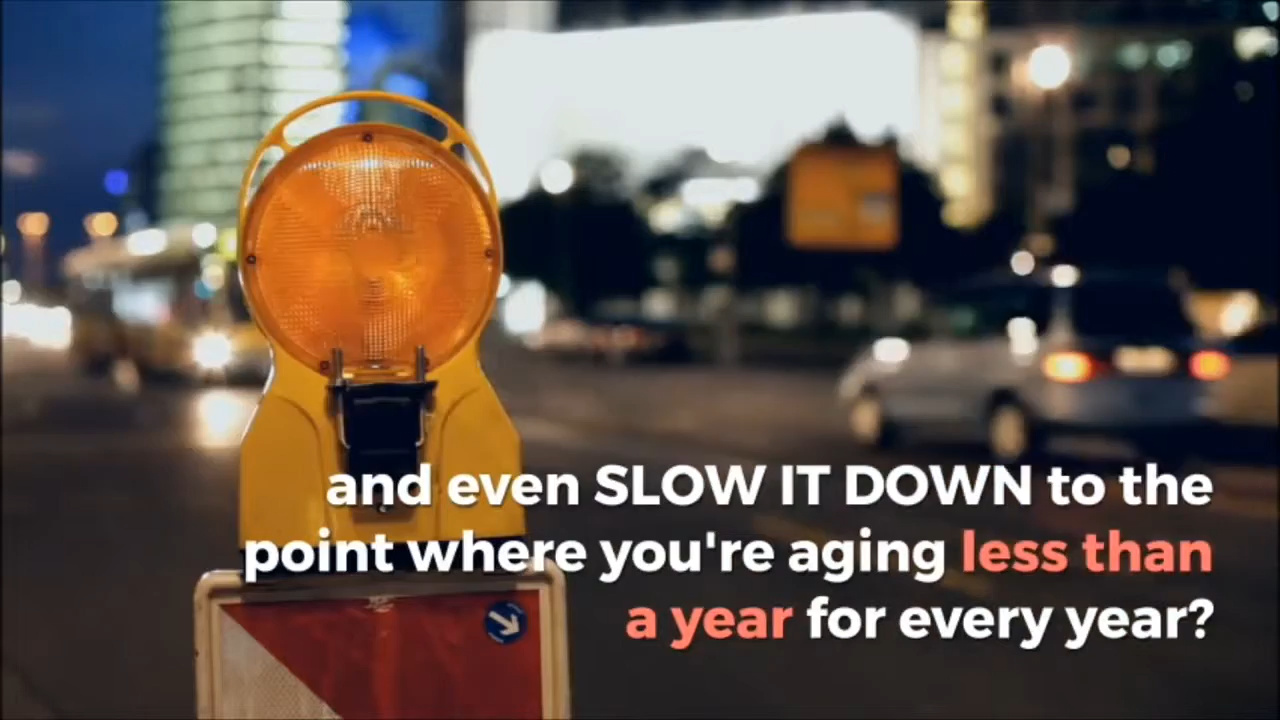 and even SLOW IT DOWN to the
point where you're aging less than
a year for every year?